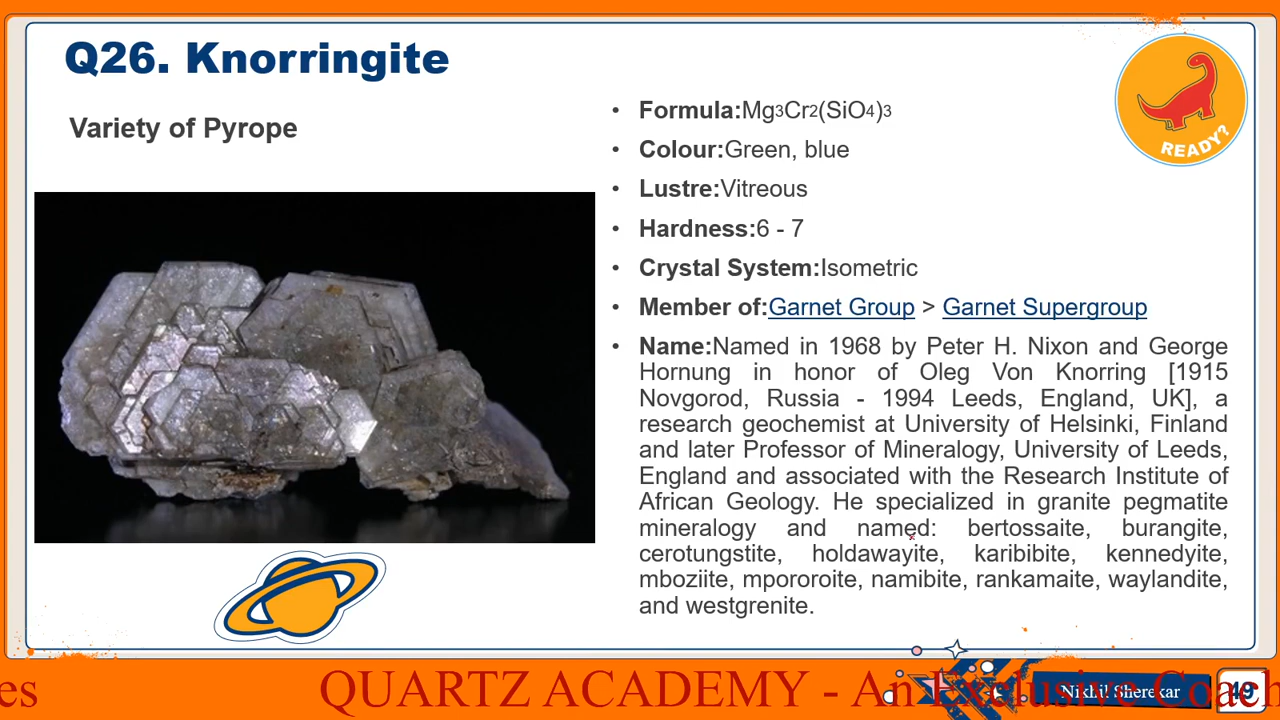 Q26. Knorringite
Variety of Pyrope
• Formula:Mg3Cr2(SiO4)3
• Colour:Green, blue
• Lustre:Vitreous
• Hardness:6 - 7
• Crystal System:Isometric
• Member of:Garnet Group > Garnet Supergroup
• Name:Named in 1968 by Peter H. Nixon and George
Hornung in honor of Oleg Von Knorring [1915
Novgorod, Russia - 1994 Leeds, England, UK], a
research geochemist at University of Helsinki, Finland
and later Professor of Mineralogy, University of Leeds,
England and associated with the Research Institute of
African Geology. He specialized in granite pegmatite
mineralogy and named: bertossaite, burangite,
cerotungstite, holdawayite, karibibite, kennedyite,
mboziite, mpororoite, namibite, rankamaite, waylandite,
and westgrenite.
READY?
es QUARTZ ACADEMY - An Exclusive Coach
Nikhil Sherekar
49